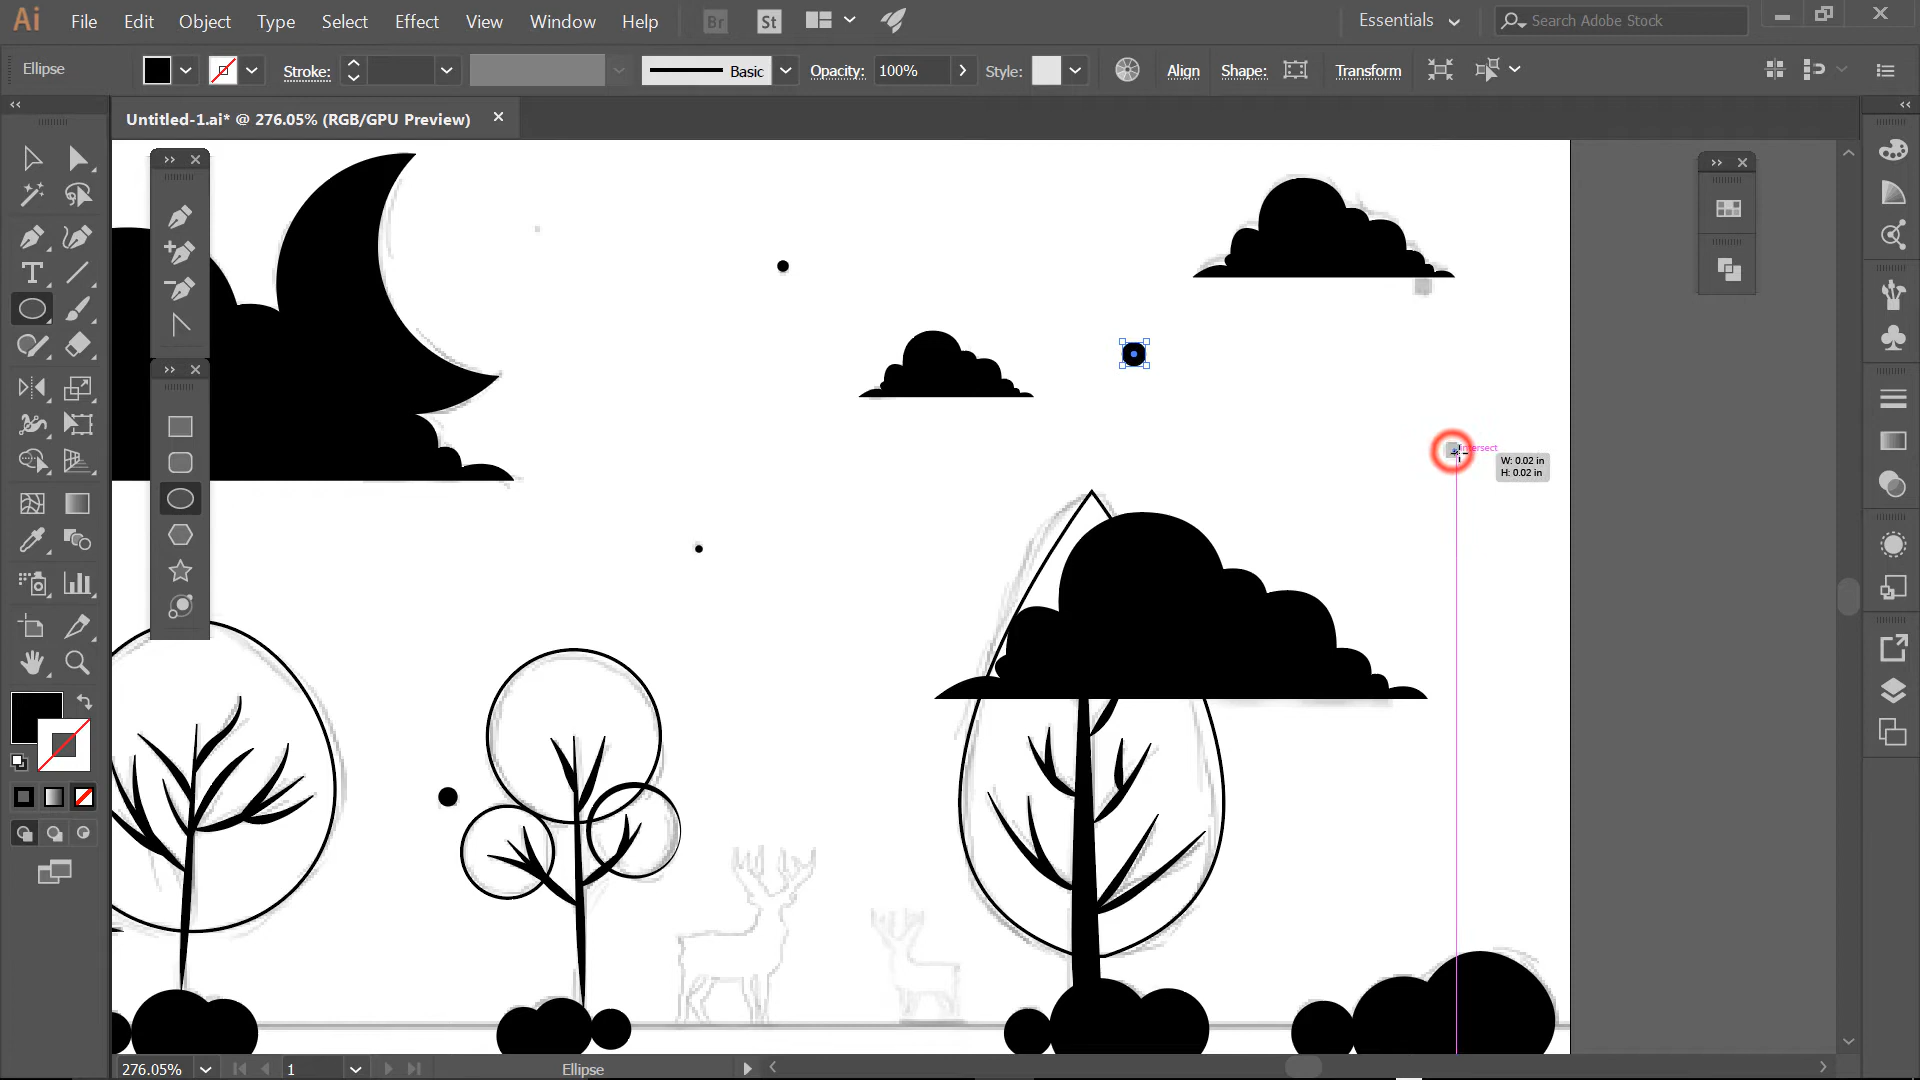 Ai File Edit Object Type Select Effect View Window Help Br St Essentials Search Adobe Stock
Ellipse Stroke: Basic Opacity: 100% Style: Align Shape: Transform
Untitled-1.ai* @ 276.05% (RGB/GPU Preview)
intersect
W: 0.02 in
H: 0.02 in
276.05% 1 Ellipse